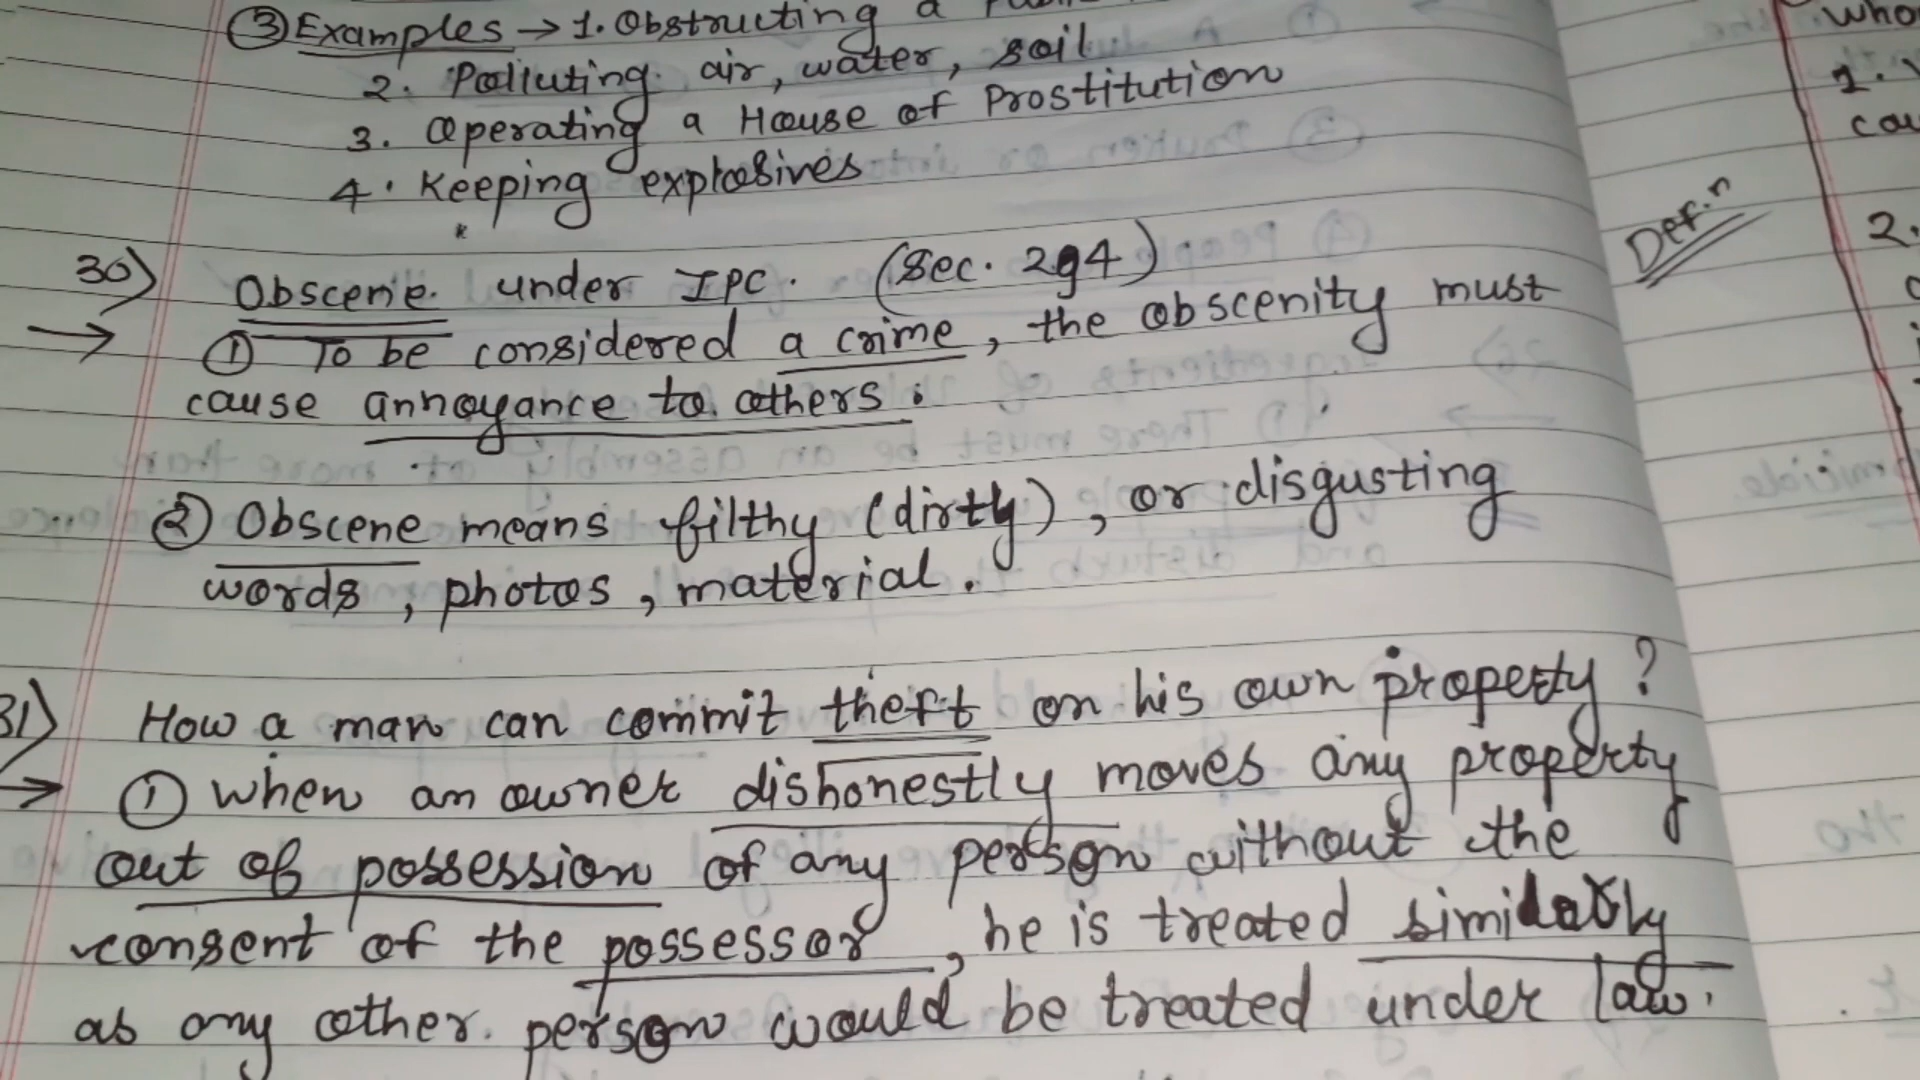 ③ Examples → 1. Obstructing a
2. Polluting air, water, soil
3. Operating a House of Prostitution
4. Keeping explosives
30) Obscene under IPC. (Sec. 294)
→ ① To be considered a crime, the obscenity must
cause annoyance to others.
② Obscene means filthy (dirty), or disgusting
words, photos, material.
31) How a man can commit theft on his own property?
→ ① When an owner dishonestly moves any property
out of possession of any person without the
consent of the possessor, he is treated similarly
as any other person would be treated under law.
Def.n
1.
2.